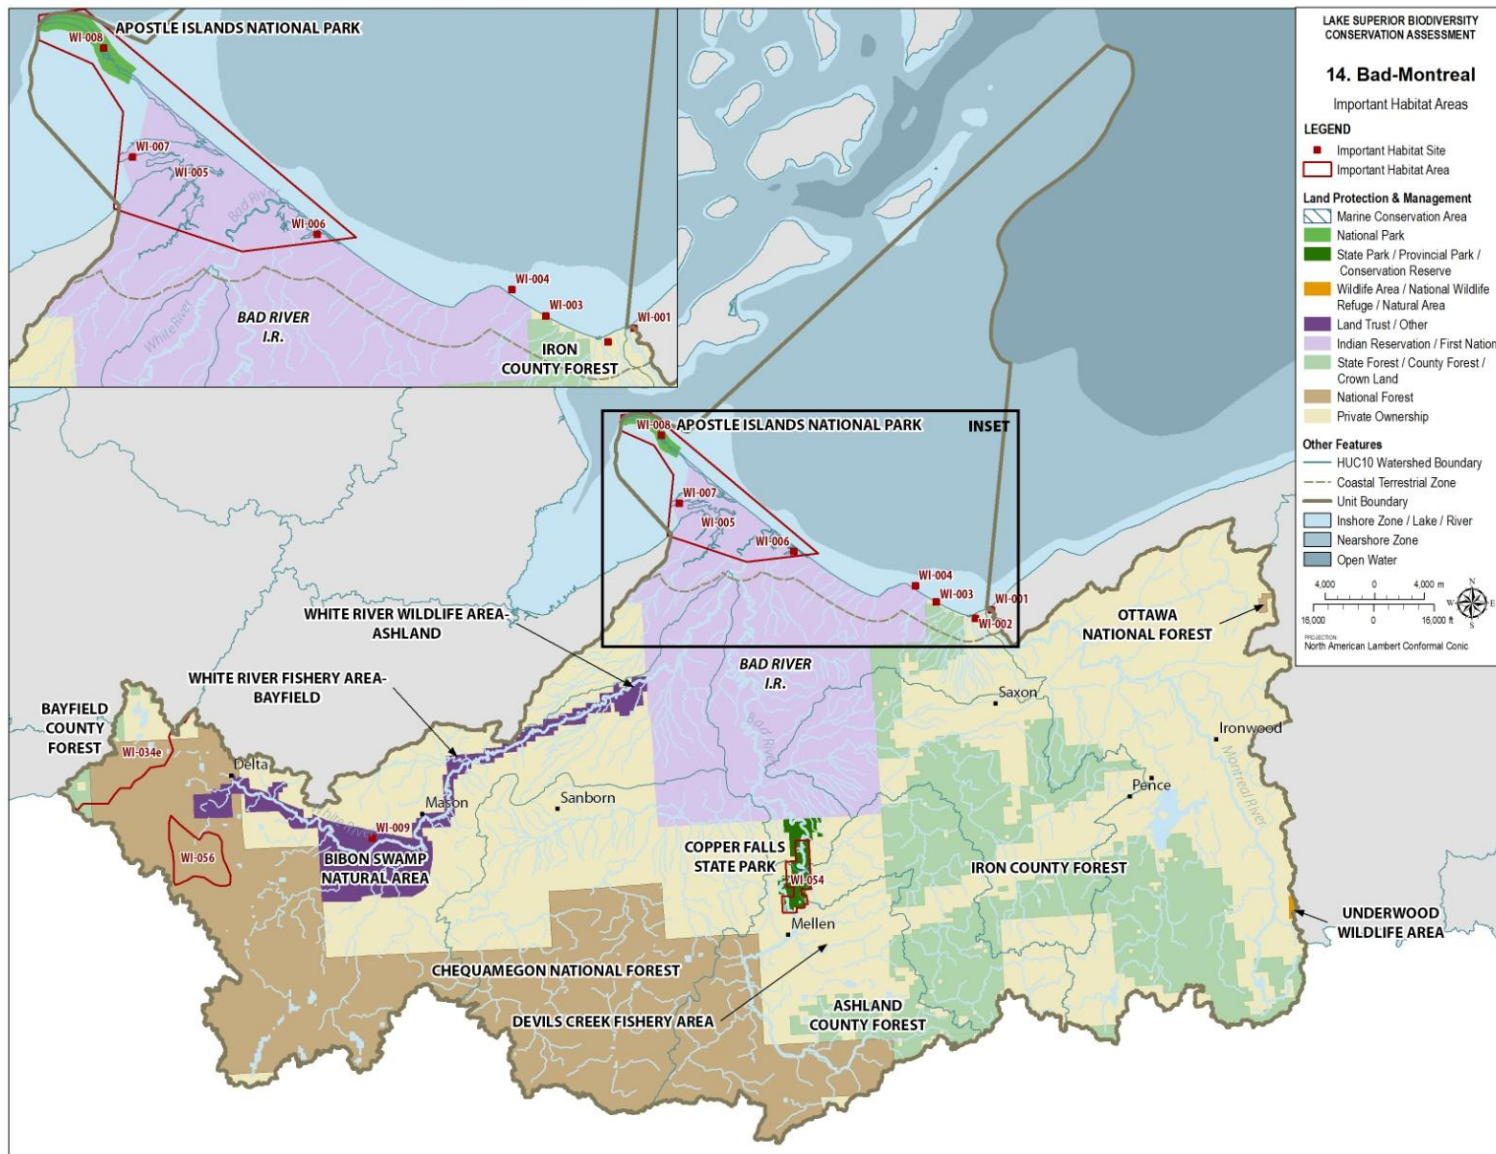 APOSTLE ISLANDS NATIONAL PARK
WI-008
WI-007
WI-005
Bad River
WI-006
WI-004
WI-003
WI-001
White River
BAD RIVER
I.R.
IRON
COUNTY FOREST
LAKE SUPERIOR BIODIVERSITY
CONSERVATION ASSESSMENT
14. Bad-Montreal
Important Habitat Areas
LEGEND
Important Habitat Site
Important Habitat Area
Land Protection & Management
Marine Conservation Area
National Park
State Park / Provincial Park /
Conservation Reserve
Wildlife Area / National Wildlife
Refuge / Natural Area
Land Trust / Other
Indian Reservation / First Nation
State Forest / County Forest /
Crown Land
National Forest
Private Ownership
Other Features
HUC10 Watershed Boundary
Coastal Terrestrial Zone
Unit Boundary
Inshore Zone / Lake / River
Nearshore Zone
Open Water
4,000 0 4,000 m
16,000 0 16,000 ft
N
W E
S
PROJECTION:
North American Lambert Conformal Conic
WI-008
APOSTLE ISLANDS NATIONAL PARK
INSET
WI-007
WI-005
WI-006
WI-004
WI-003
WI-001
WI-002
WHITE RIVER WILDLIFE AREA-
ASHLAND
OTTAWA
NATIONAL FOREST
WHITE RIVER FISHERY AREA-
BAYFIELD
BAD RIVER
I.R.
Saxon
BAYFIELD
COUNTY
FOREST
Bad River
Ironwood
WI-034e
Delta
Pence
Montreal River
Mason
Sanborn
White River
WI-009
WI-056
BIBON SWAMP
NATURAL AREA
COPPER FALLS
STATE PARK
WI-054
IRON COUNTY FOREST
Mellen
UNDERWOOD
WILDLIFE AREA
CHEQUAMEGON NATIONAL FOREST
DEVILS CREEK FISHERY AREA
ASHLAND
COUNTY FOREST